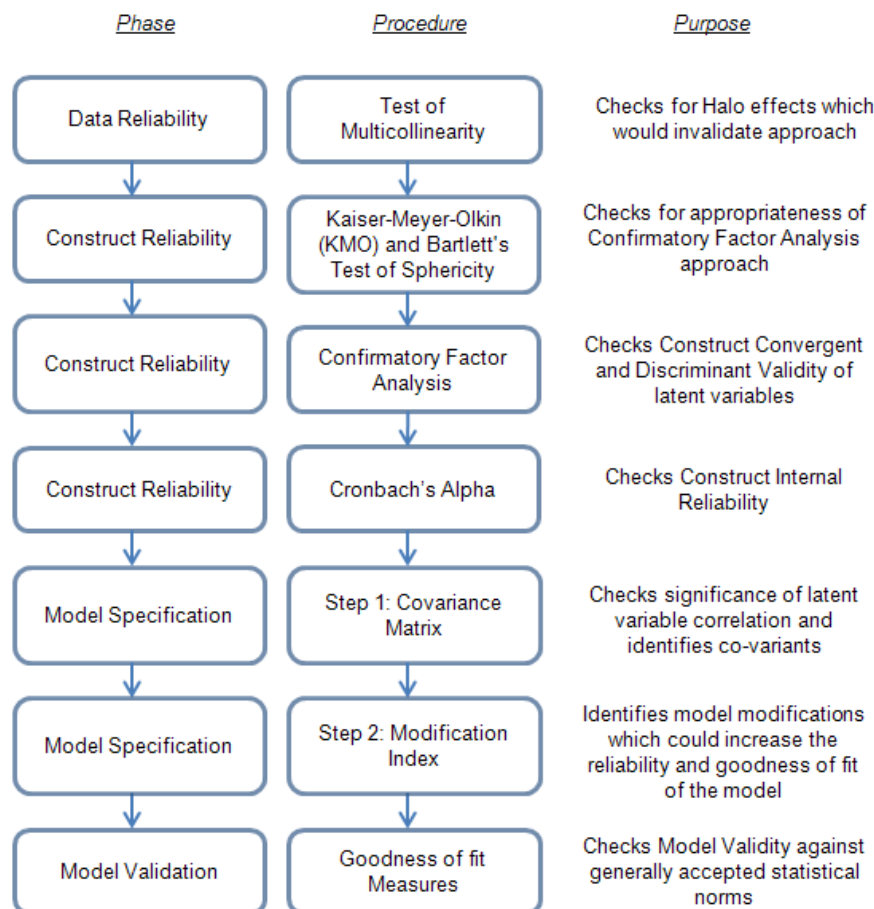 Phase Procedure Purpose
Data Reliability
Test of
Multicollinearity
Checks for Halo effects which
would invalidate approach
Construct Reliability
Kaiser-Meyer-Olkin
(KMO) and Bartlett's
Test of Sphericity
Checks for appropriateness of
Confirmatory Factor Analysis
approach
Construct Reliability
Confirmatory Factor
Analysis
Checks Construct Convergent
and Discriminant Validity of
latent variables
Construct Reliability
Cronbach's Alpha
Checks Construct Internal
Reliability
Model Specification
Step 1: Covariance
Matrix
Checks significance of latent
variable correlation and
identifies co-variants
Model Specification
Step 2: Modification
Index
Identifies model modifications
which could increase the
reliability and goodness of fit
of the model
Model Validation
Goodness of fit
Measures
Checks Model Validity against
generally accepted statistical
norms